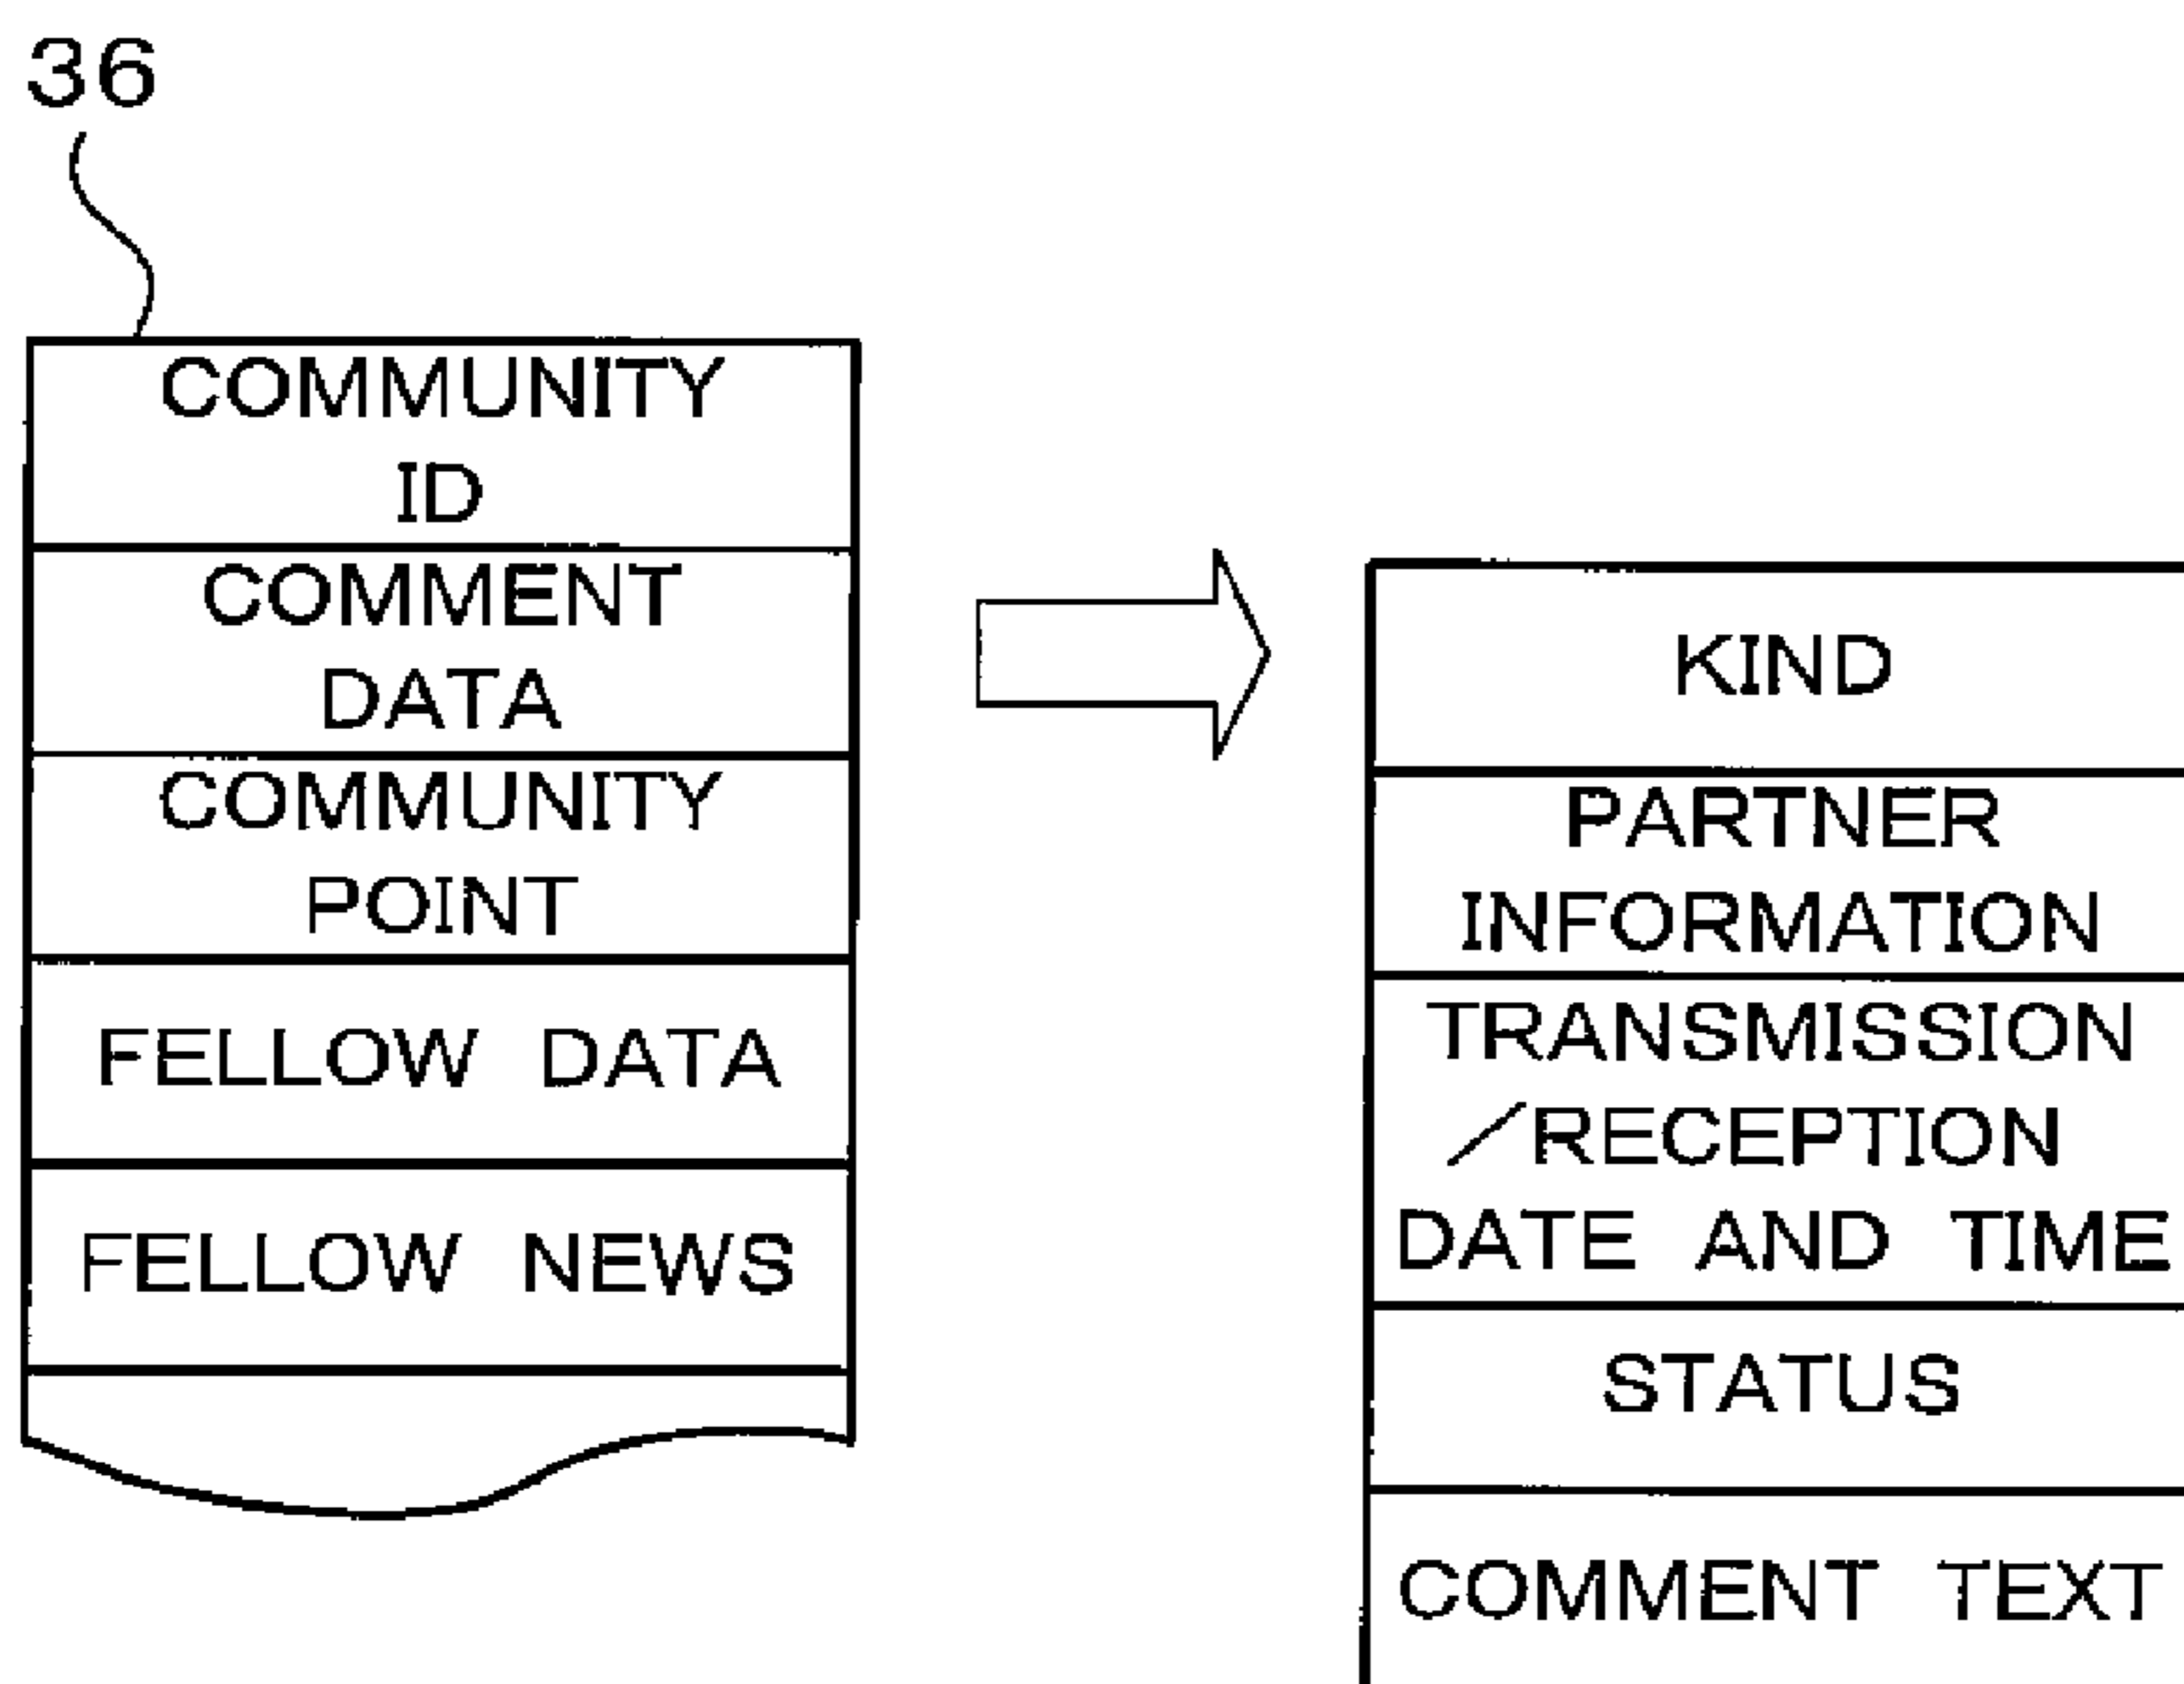 36
COMMUNITY
ID
COMMENT
DATA
COMMUNITY
POINT
FELLOW DATA
FELLOW NEWS
KIND
PARTNER
INFORMATION
TRANSMISSION
/RECEPTION
DATE AND TIME
STATUS
COMMENT TEXT